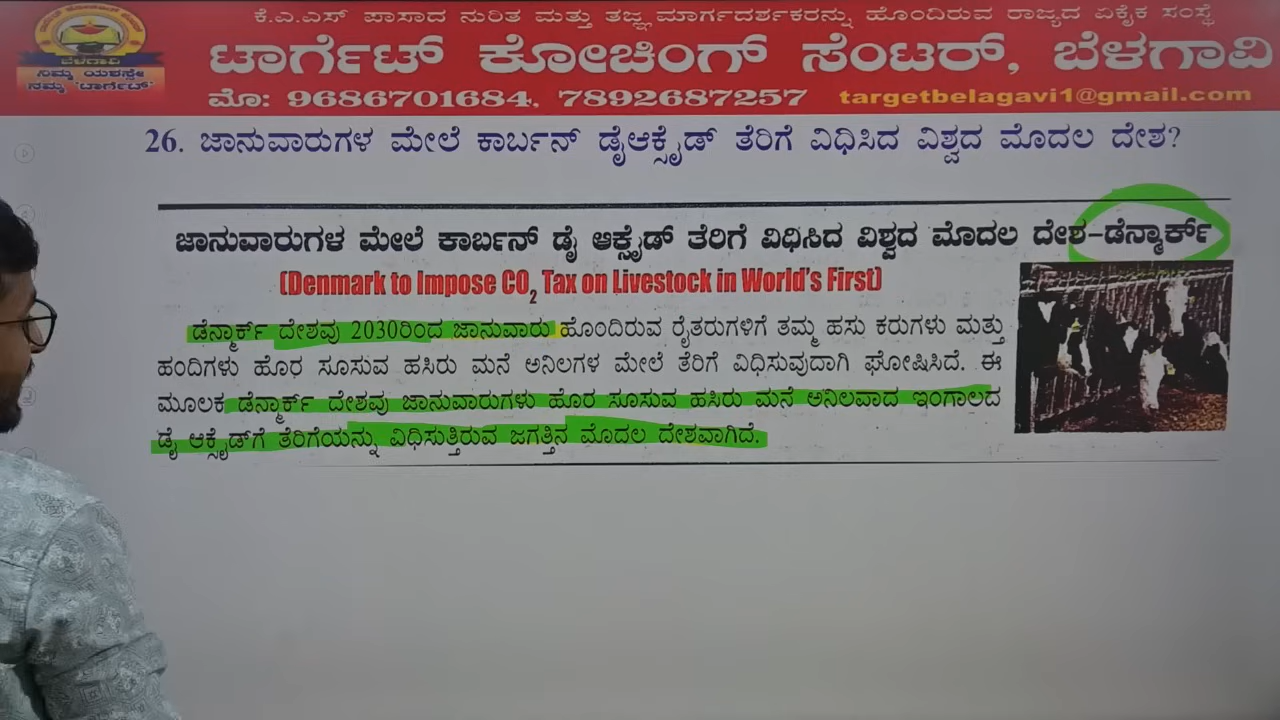 ಕೆ.ಎ.ಎಸ್ ಪಾಸಾದ ನುರಿತ ಮತ್ತು ತಜ್ಞ ಮಾರ್ಗದರ್ಶಕರನ್ನು ಹೊಂದಿರುವ ರಾಜ್ಯದ ಏಕೈಕ ಸಂಸ್ಥೆ
ಟಾರ್ಗೆಟ್ ಕೋಚಿಂಗ್ ಸೆಂಟರ್, ಬೆಳಗಾವಿ
ಬೆಳಗಾವಿ
ನಿಮ್ಮ ಯಶಸ್ಸೇ
ನಮ್ಮ 'ಟಾರ್ಗೆಟ್'
ಮೊ: 9686701684, 7892687257 targetbelagavi1@gmail.com
26. ಜಾನುವಾರುಗಳ ಮೇಲೆ ಕಾರ್ಬನ್ ಡೈಆಕ್ಸೈಡ್ ತೆರಿಗೆ ವಿಧಿಸಿದ ವಿಶ್ವದ ಮೊದಲ ದೇಶ?
ಜಾನುವಾರುಗಳ ಮೇಲೆ ಕಾರ್ಬನ್ ಡೈ ಆಕ್ಸೈಡ್ ತೆರಿಗೆ ವಿಧಿಸಿದ ವಿಶ್ವದ ಮೊದಲ ದೇಶ-ಡೆನ್ಮಾರ್ಕ್
(Denmark to Impose CO₂ Tax on Livestock in World's First)
ಡೆನ್ಮಾರ್ಕ್ ದೇಶವು 2030ರಿಂದ ಜಾನುವಾರು ಹೊಂದಿರುವ ರೈತರುಗಳಿಗೆ ತಮ್ಮ ಹಸು ಕರುಗಳು ಮತ್ತು
ಹಂದಿಗಳು ಹೊರ ಸೂಸುವ ಹಸಿರು ಮನೆ ಅನಿಲಗಳ ಮೇಲೆ ತೆರಿಗೆ ವಿಧಿಸುವುದಾಗಿ ಘೋಷಿಸಿದೆ. ಈ
ಮೂಲಕ ಡೆನ್ಮಾರ್ಕ್ ದೇಶವು ಜಾನುವಾರುಗಳು ಹೊರ ಸೂಸುವ ಹಸಿರು ಮನೆ ಅನಿಲವಾದ ಇಂಗಾಲದ
ಡೈ ಆಕ್ಸೈಡ್‌ಗೆ ತೆರಿಗೆಯನ್ನು ವಿಧಿಸುತ್ತಿರುವ ಜಗತ್ತಿನ ಮೊದಲ ದೇಶವಾಗಿದೆ.